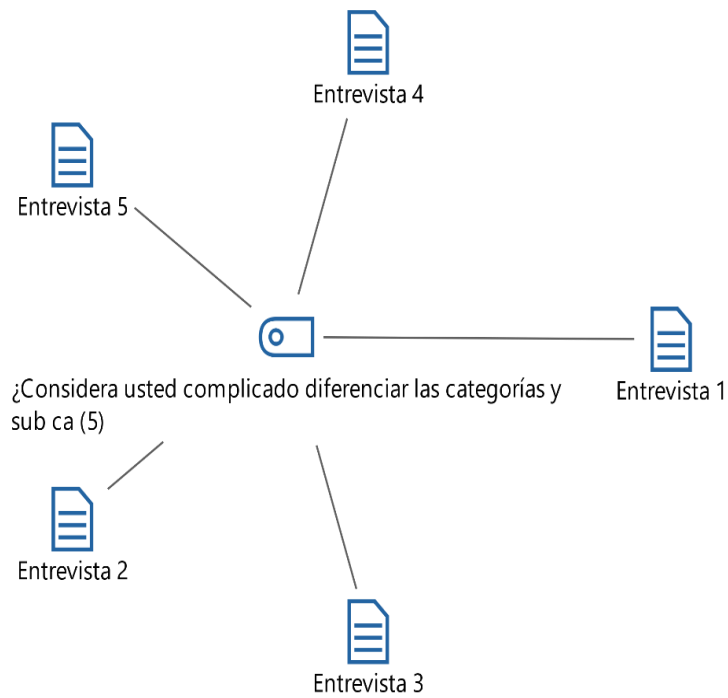 Entrevista 4
Entrevista 5
¿Considera usted complicado diferenciar las categorías y
sub ca (5)
Entrevista 1
Entrevista 2
Entrevista 3